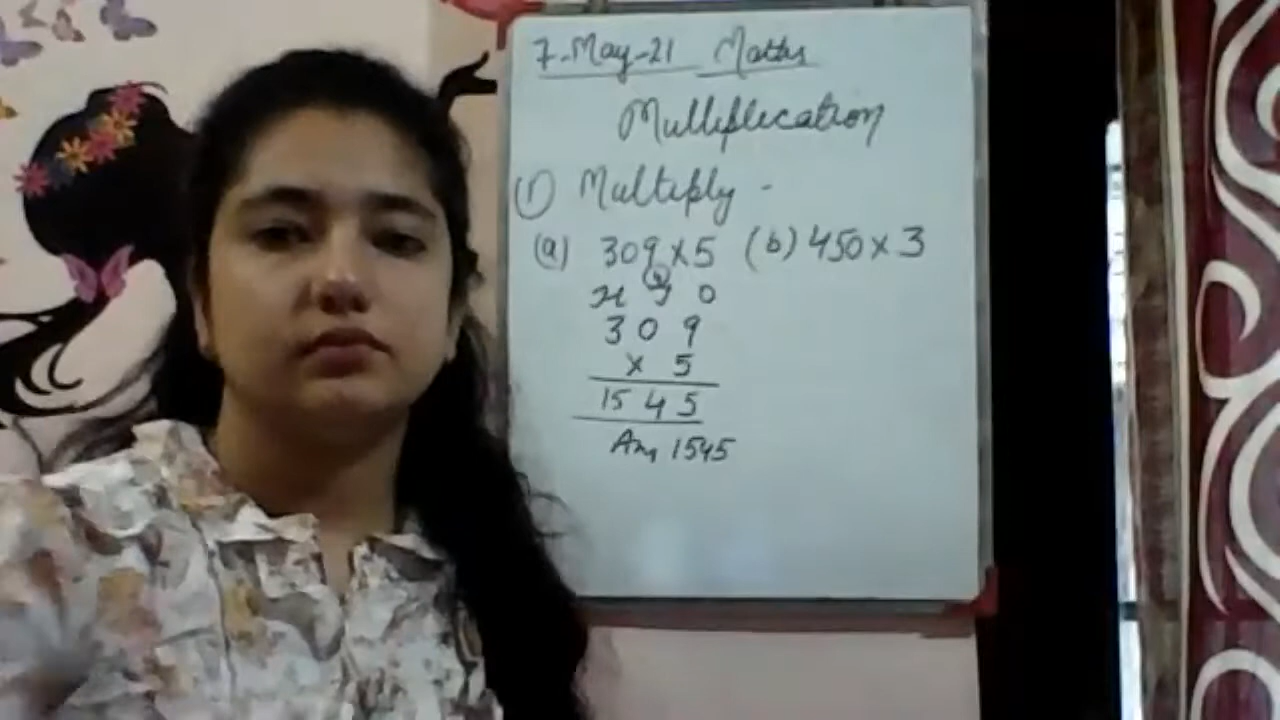 7-May-21 Maths
Multiplication
(1) Multiply -
(a) 309 x 5 (b) 450 x 3
H T O
3 0 9
x 5
15 4 5
Ans 1545